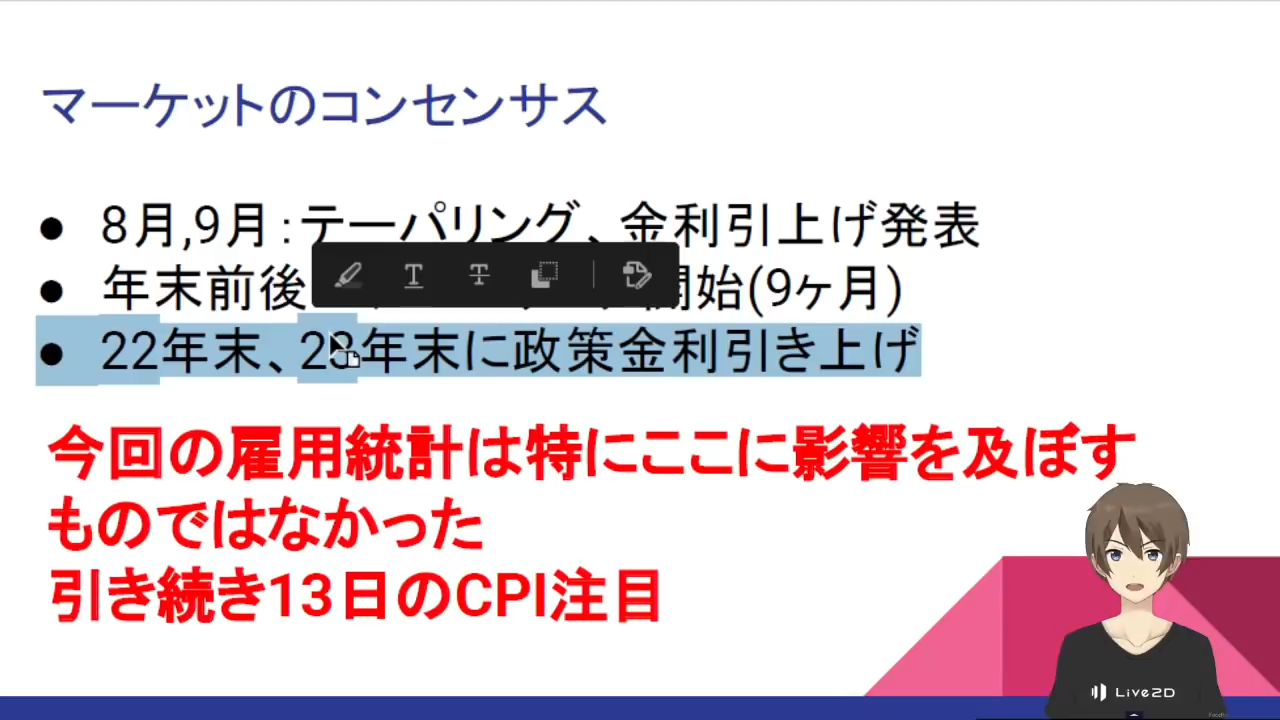 マーケットのコンセンサス
● 8月,9月：テーパリング、金利引上げ発表
● 年末前後 開始(9ヶ月)
● 22年末、23年末に政策金利引き上げ
今回の雇用統計は特にここに影響を及ぼす
ものではなかった
引き続き13日のCPI注目
Live2D